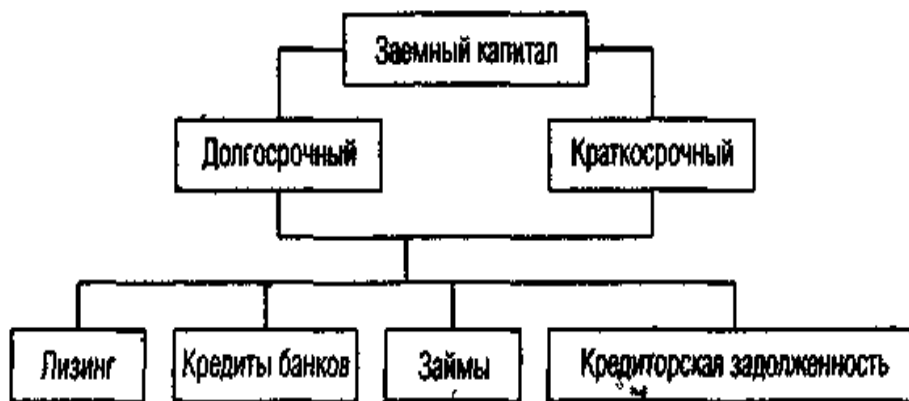 Заемный капитал
Долгосрочный
Краткосрочный
Лизинг
Кредиты банков
Займы
Кредиторская задолженность